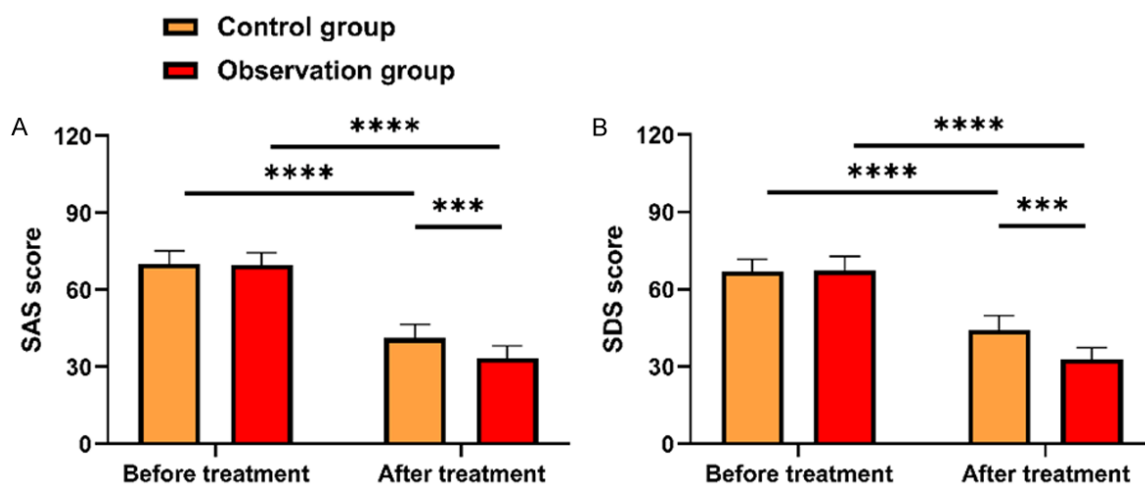 Control group
Observation group
A
SAS score
120
90
60
30
0
****
****
***
Before treatment
After treatment
B
SDS score
120
90
60
30
0
****
****
***
Before treatment
After treatment